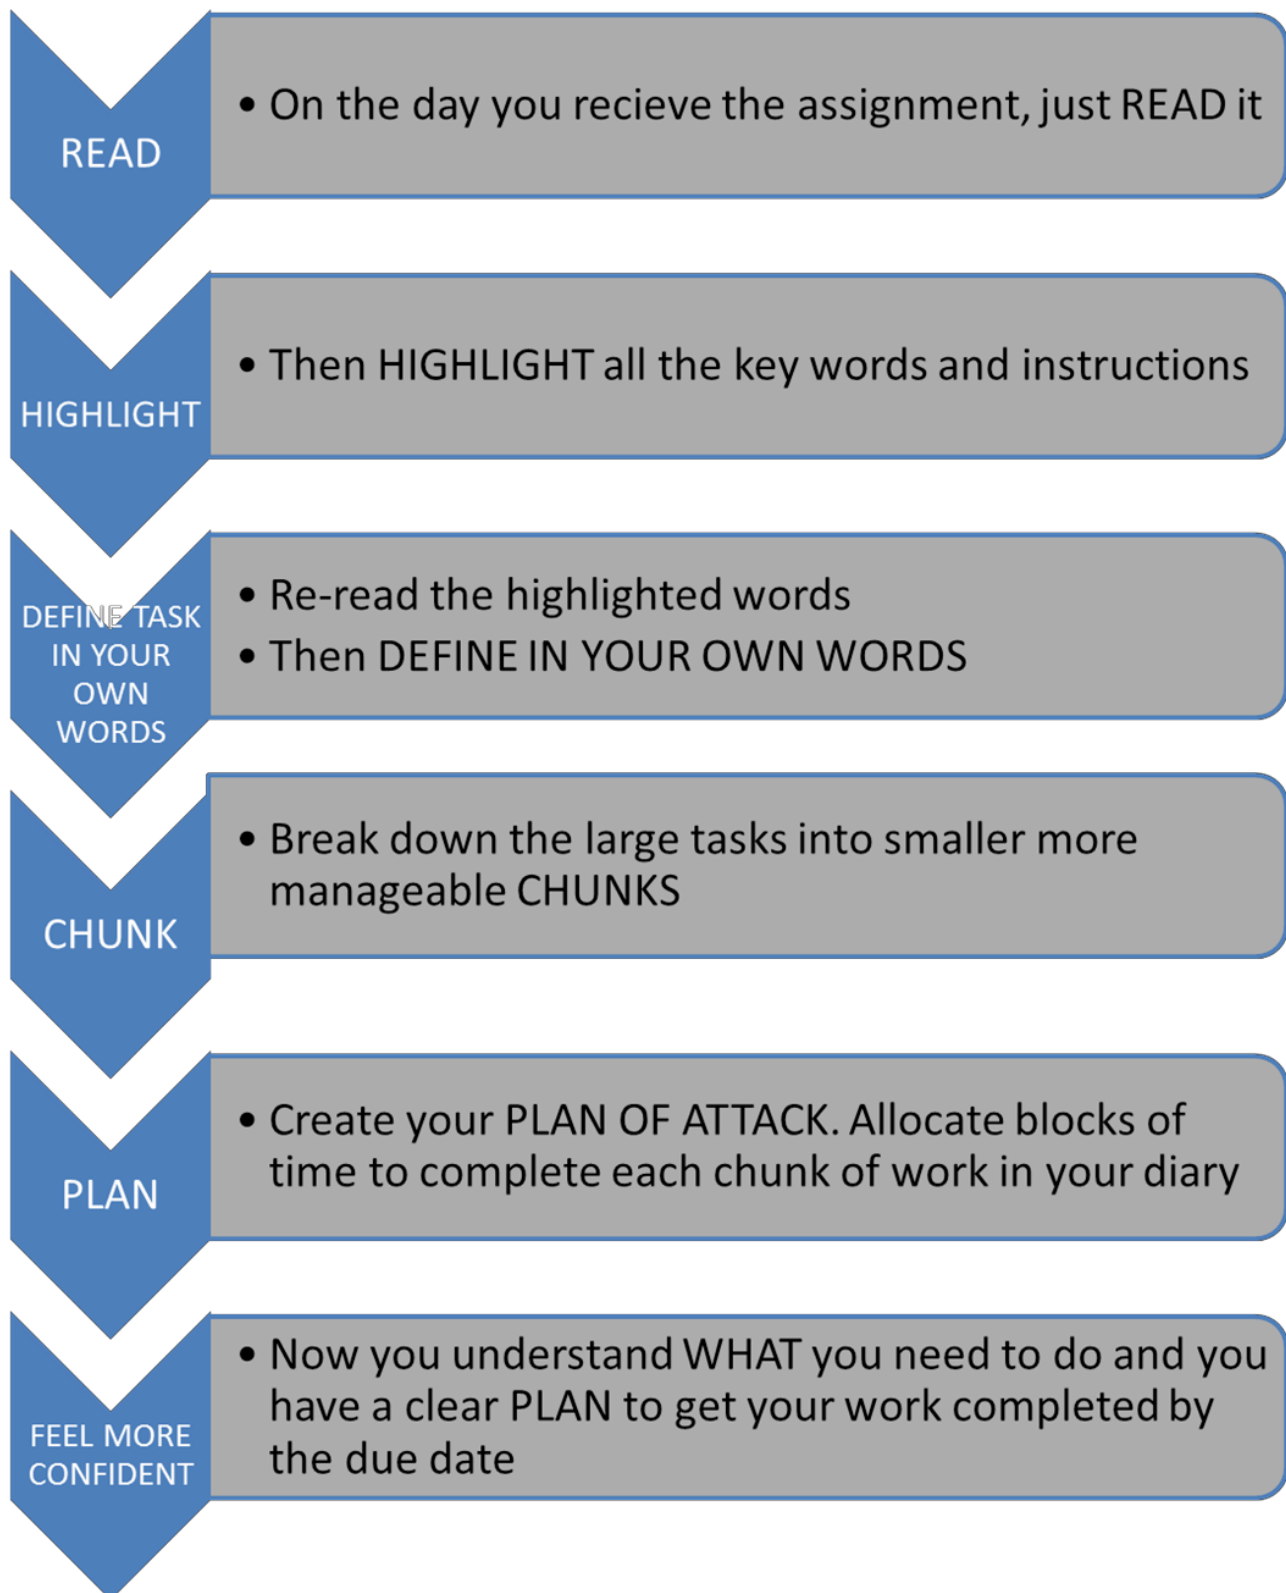 READ
• On the day you recieve the assignment, just READ it
HIGHLIGHT
• Then HIGHLIGHT all the key words and instructions
DEFINE TASK
IN YOUR
OWN
WORDS
• Re-read the highlighted words
• Then DEFINE IN YOUR OWN WORDS
CHUNK
• Break down the large tasks into smaller more
manageable CHUNKS
PLAN
• Create your PLAN OF ATTACK. Allocate blocks of
time to complete each chunk of work in your diary
FEEL MORE
CONFIDENT
• Now you understand WHAT you need to do and you
have a clear PLAN to get your work completed by
the due date